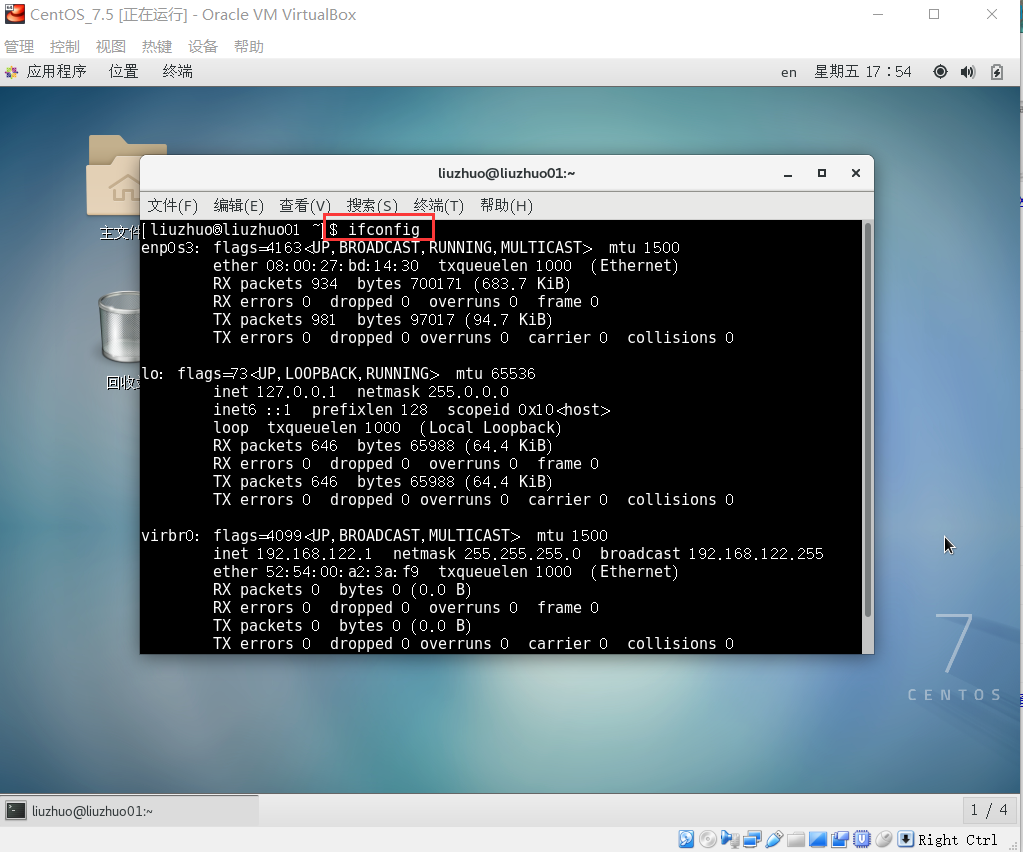 CentOS_7.5 [正在运行] - Oracle VM VirtualBox
管理 控制 视图 热键 设备 帮助
应用程序 位置 终端 en 星期五 17：54
主文件
回收站
liuzhuo@liuzhuo01:~
文件(F) 编辑(E) 查看(V) 搜索(S) 终端(T) 帮助(H)
[liuzhuo@liuzhuo01 ~]$ ifconfig
enp0s3: flags=4163<UP,BROADCAST,RUNNING,MULTICAST> mtu 1500
ether 08:00:27:bd:14:30 txqueuelen 1000 (Ethernet)
RX packets 934 bytes 700171 (683.7 KiB)
RX errors 0 dropped 0 overruns 0 frame 0
TX packets 981 bytes 97017 (94.7 KiB)
TX errors 0 dropped 0 overruns 0 carrier 0 collisions 0
lo: flags=73<UP,LOOPBACK,RUNNING> mtu 65536
inet 127.0.0.1 netmask 255.0.0.0
inet6 ::1 prefixlen 128 scopeid 0x10<host>
loop txqueuelen 1000 (Local Loopback)
RX packets 646 bytes 65988 (64.4 KiB)
RX errors 0 dropped 0 overruns 0 frame 0
TX packets 646 bytes 65988 (64.4 KiB)
TX errors 0 dropped 0 overruns 0 carrier 0 collisions 0
virbr0: flags=4099<UP,BROADCAST,MULTICAST> mtu 1500
inet 192.168.122.1 netmask 255.255.255.0 broadcast 192.168.122.255
ether 52:54:00:a2:3a:f9 txqueuelen 1000 (Ethernet)
RX packets 0 bytes 0 (0.0 B)
RX errors 0 dropped 0 overruns 0 frame 0
TX packets 0 bytes 0 (0.0 B)
TX errors 0 dropped 0 overruns 0 carrier 0 collisions 0
7
CENTOS
liuzhuo@liuzhuo01:~ 1 / 4
Right Ctrl